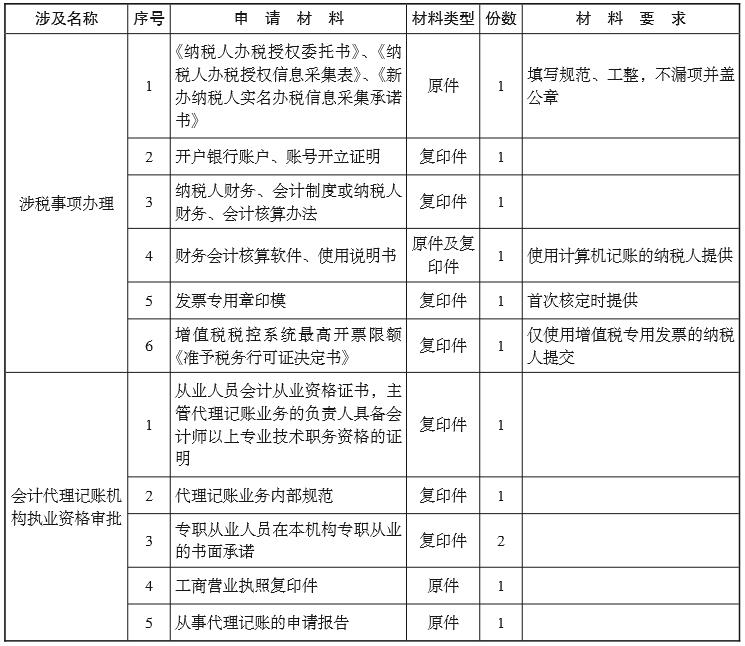 涉及名称 序号 申请材料 材料类型 份数 材料要求
涉税事项办理
1
《纳税人办税授权委托书》、《纳
税人办税授权信息采集表》、《新
办纳税人实名办税信息采集承诺
书》
原件
1
填写规范、工整，不漏项并盖
公章
2 开户银行账户、账号开立证明 复印件 1
3
纳税人财务、会计制度或纳税人
财务、会计核算办法
复印件
1
4
财务会计核算软件、使用说明书
原件及复
印件
1
使用计算机记账的纳税人提供
5 发票专用章印模 复印件 1 首次核定时提供
6
增值税税控系统最高开票限额
《准予税务行可证决定书》
复印件
1
仅使用增值税专用发票的纳税
人提交
会计代理记账机
构执业资格审批
1
从业人员会计从业资格证书，主
管代理记账业务的负责人具备会
计师以上专业技术职务资格的证
明
复印件
1
2 代理记账业务内部规范 复印件 1
3
专职从业人员在本机构专职从业
的书面承诺
复印件
2
4 工商营业执照复印件 原件 1
5 从事代理记账的申请报告 原件 1